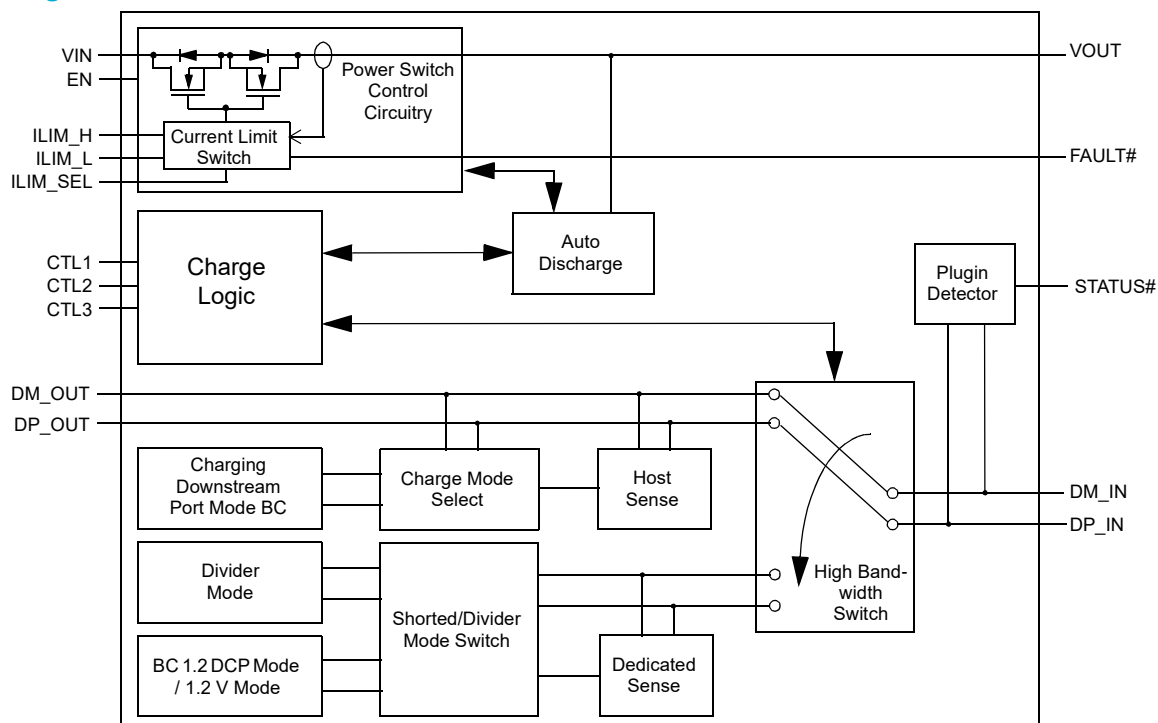 VIN
EN
ILIM_H
ILIM_L
ILIM_SEL
Power Switch
Control
Circuitry
Current Limit
Switch
VOUT
FAULT#
CTL1
CTL2
CTL3
Charge
Logic
Auto
Discharge
Plugin
Detector
STATUS#
DM_OUT
DP_OUT
Charging
Downstream
Port Mode BC
Charge Mode
Select
Host
Sense
DM_IN
DP_IN
Divider
Mode
Shorted/Divider
Mode Switch
High Band-
width
Switch
BC 1.2 DCP Mode
/ 1.2 V Mode
Dedicated
Sense